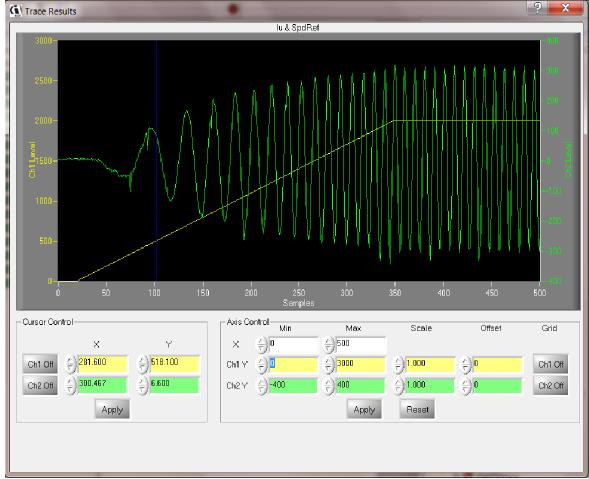 Trace Results
Iu & SpdRef
3000
2500
2000
1500
1000
500
0
Ch1 Level
400
300
200
100
0
-100
-200
-300
-400
Ch2 Level
0 50 100 150 200 250 300 350 400 450 500
Samples
Cursor Control
X Y
Ch1 Off 281.600 518.100
Ch2 Off 300.467 6.600
Apply
Axis Control
Min Max Scale Offset Grid
X 0 500
Ch1 Y 0 3000 1.000 0 Ch1 Off
Ch2 Y -400 400 1.000 0 Ch2 Off
Apply Reset